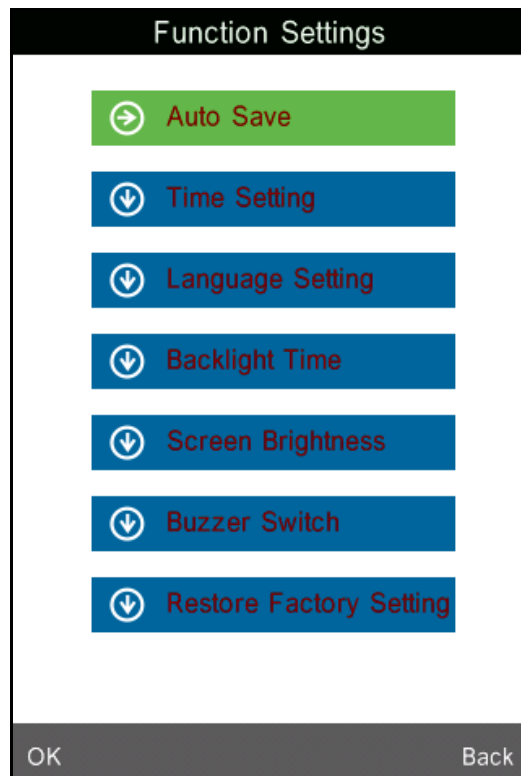 Function Settings
Auto Save
Time Setting
Language Setting
Backlight Time
Screen Brightness
Buzzer Switch
Restore Factory Setting
OK Back